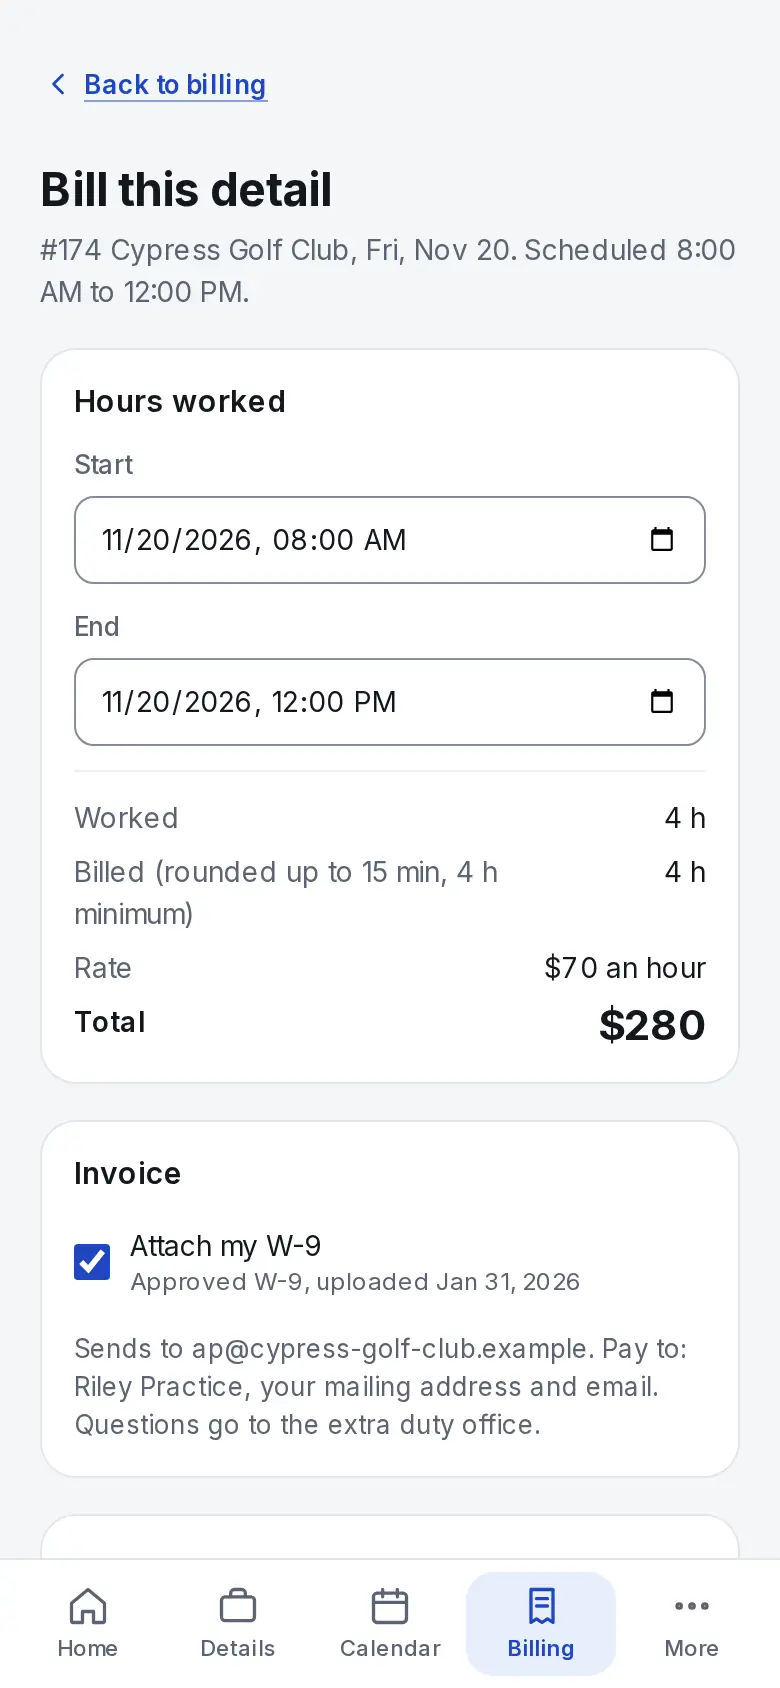 Back to billing
Bill this detail
#174 Cypress Golf Club, Fri, Nov 20. Scheduled 8:00
AM to 12:00 PM.
Hours worked
Start
11/20/2026, 08:00 AM
End
11/20/2026, 12:00 PM
Worked 4 h
Billed (rounded up to 15 min, 4 h 4 h
minimum)
Rate $70 an hour
Total $280
Invoice
Attach my W-9
Approved W-9, uploaded Jan 31, 2026
Sends to ap@cypress-golf-club.example. Pay to:
Riley Practice, your mailing address and email.
Questions go to the extra duty office.
Home Details Calendar Billing More